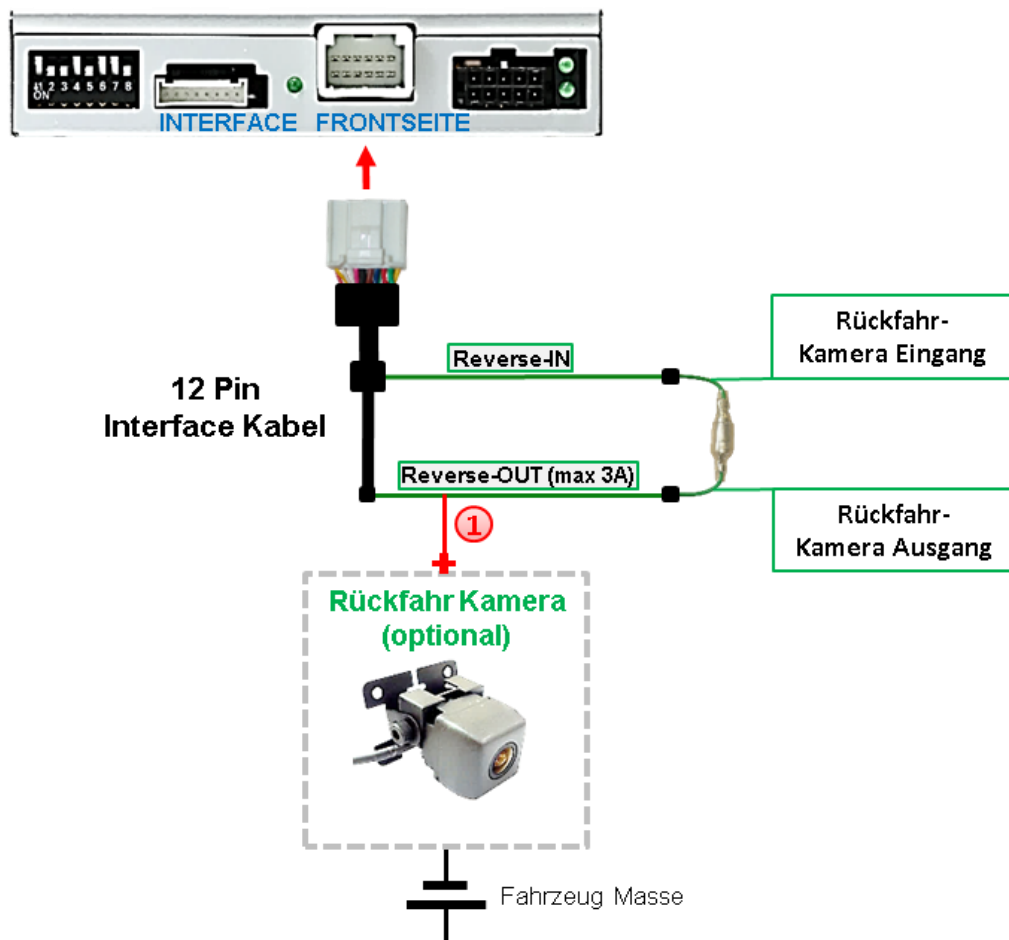 1 2 3 4 5 6 7 8
ON
INTERFACE FRONTSEITE
Rückfahr-
Kamera Eingang
Reverse-IN
12 Pin
Interface Kabel
Reverse-OUT (max 3A)
Rückfahr-
Kamera Ausgang
1
Rückfahr Kamera
(optional)
Fahrzeug Masse